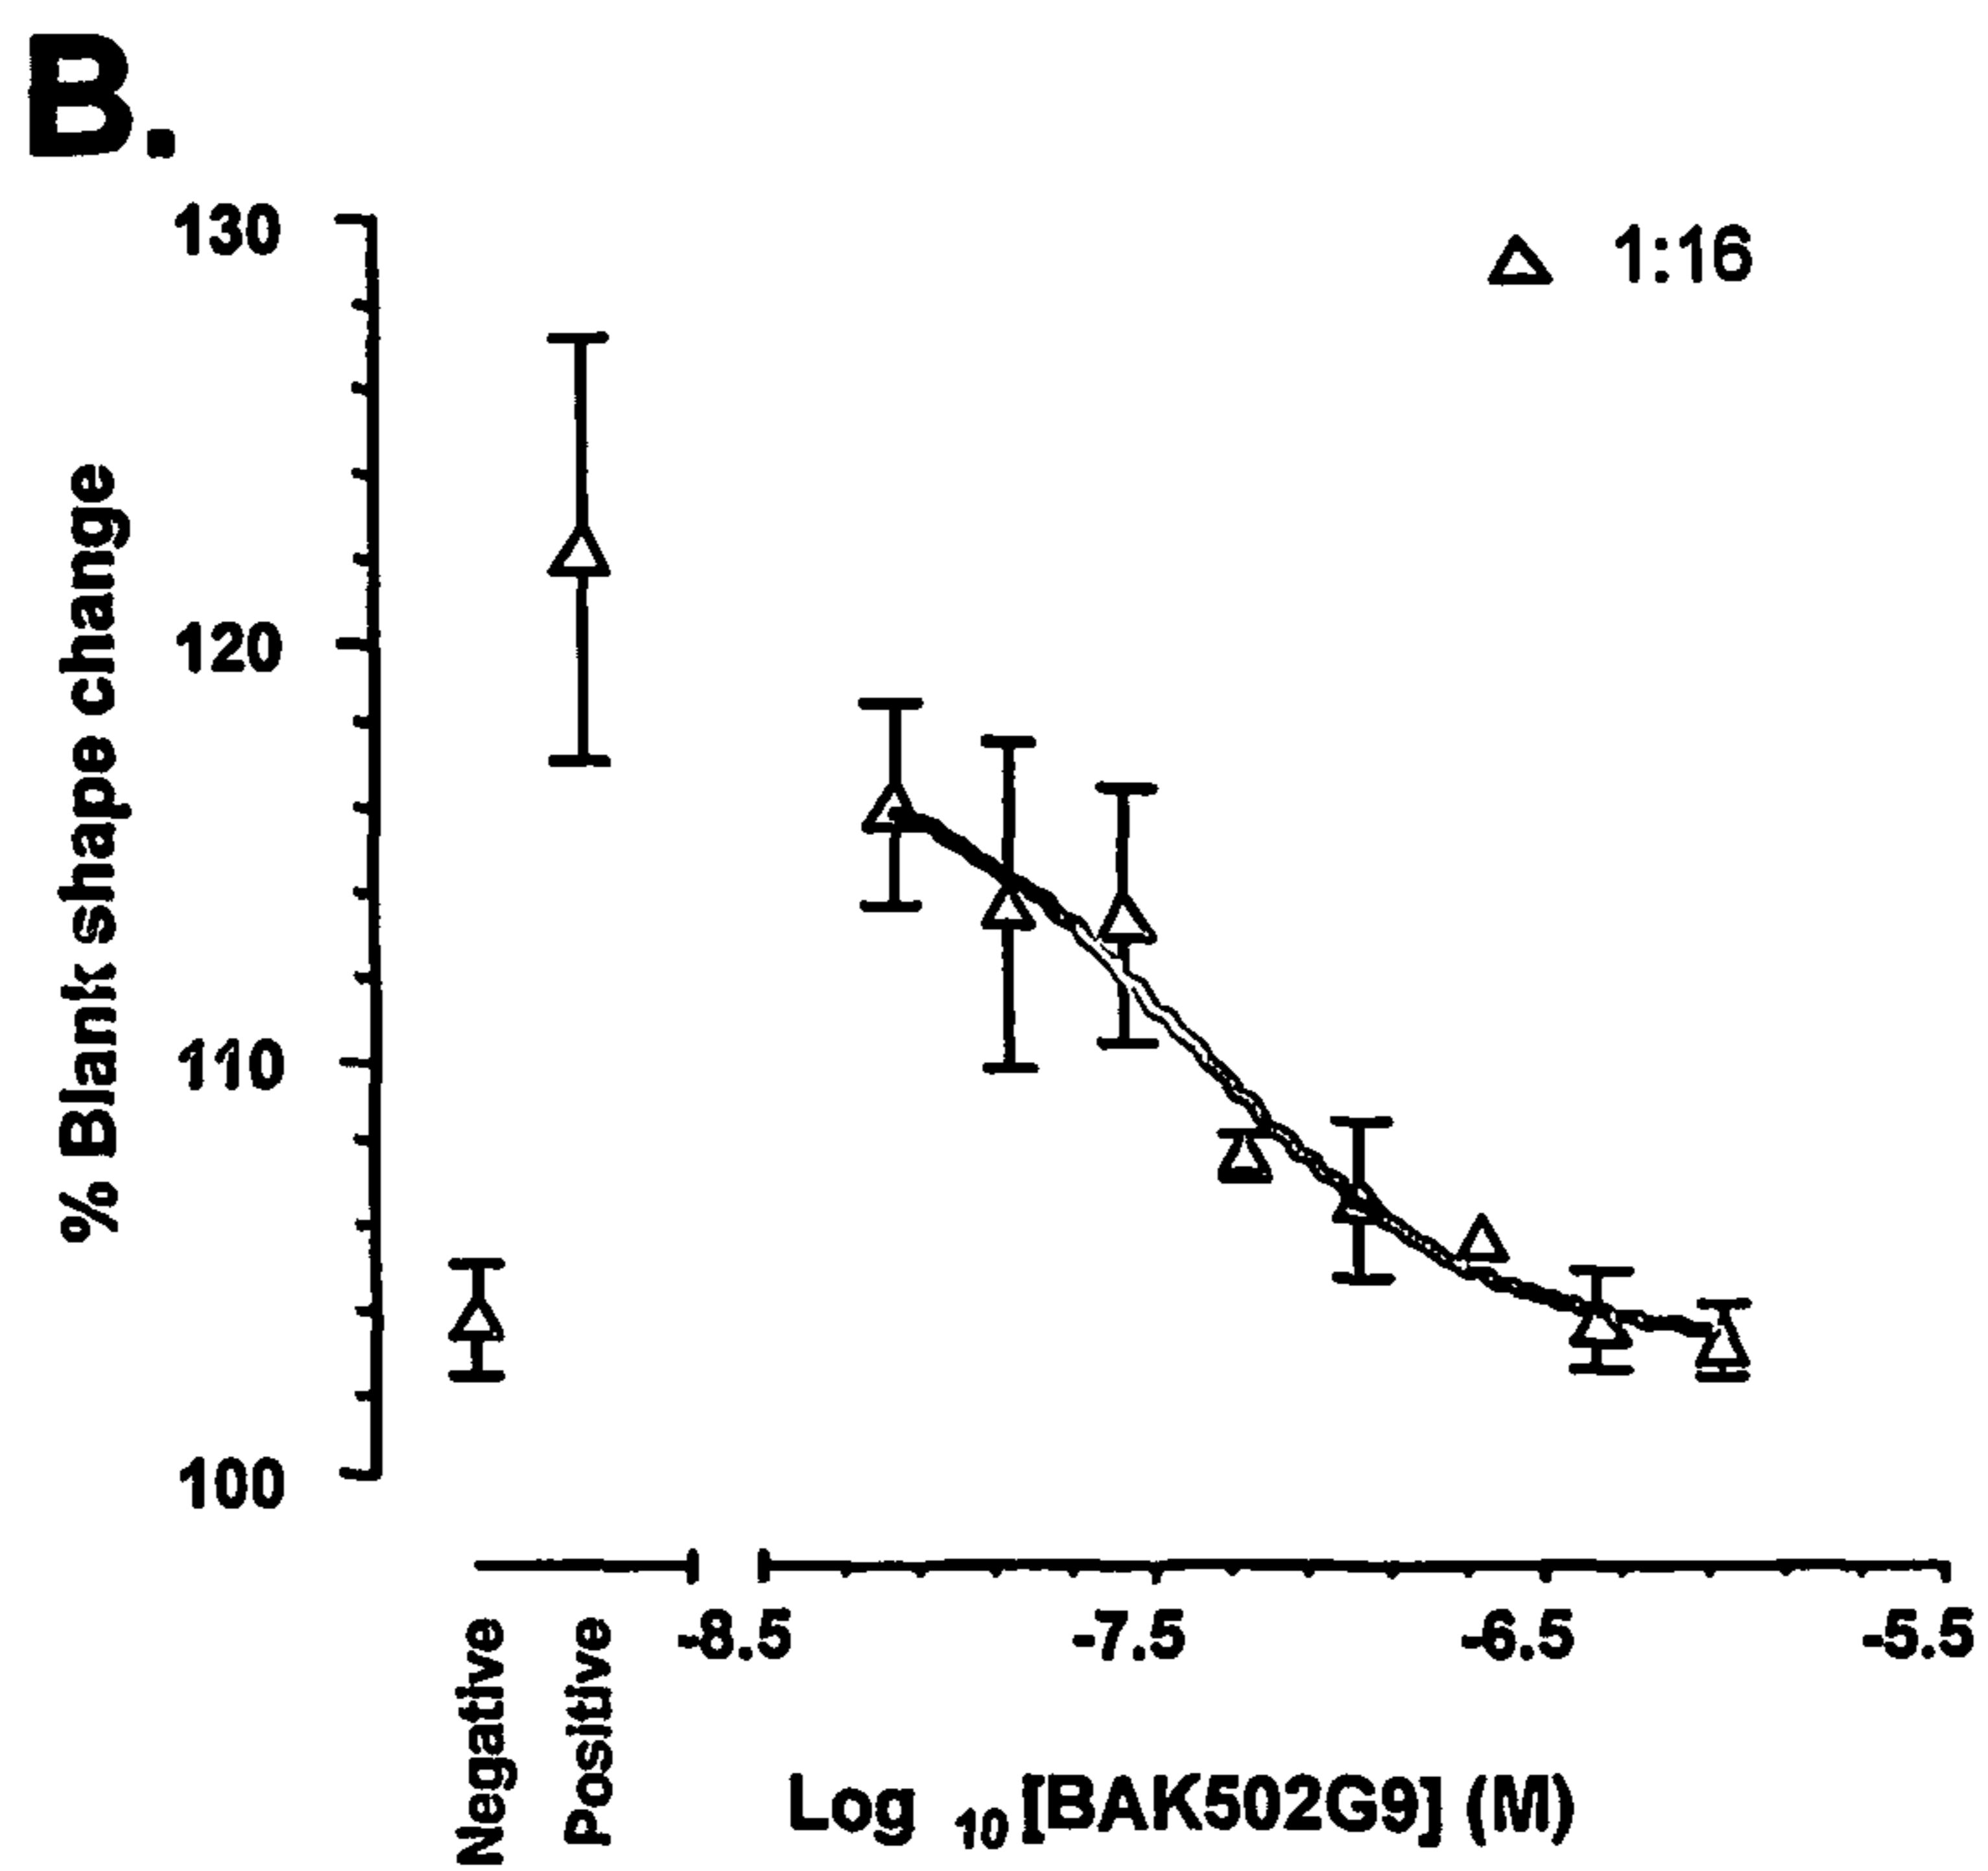 B.
130
120
110
100
% Blank shape change
△ 1:16
Negative
Positive
-8.5
-7.5
-6.5
-5.5
Log 10 [BAK502G9] (M)